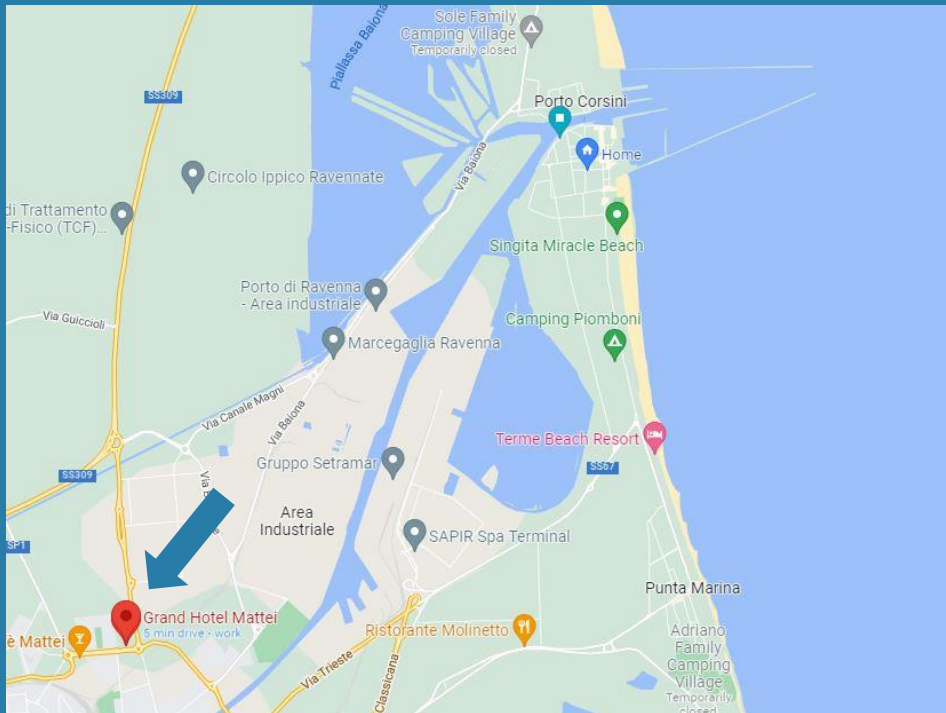 Sole Family
Camping Village
Temporarily closed
Piallassa Baiona
SS309
Porto Corsini
Home
Via Baiona
Circolo Ippico Ravennate
di Trattamento
-Fisico (TCF)...
Singita Miracle Beach
Porto di Ravenna
- Area industriale
Via Guiccioli
Camping Piomboni
Marcegaglia Ravenna
Via Canale Magni
Via Baiona
Terme Beach Resort
Gruppo Setramar
SS67
SS309
Via B
Area
Industriale
SAPIR Spa Terminal
SP1
Punta Marina
Grand Hotel Mattei
5 min drive - work
è Mattei
Ristorante Molinetto
Adriano
Family
Camping
Village
Temporarily
closed
Via Trieste
Classicana